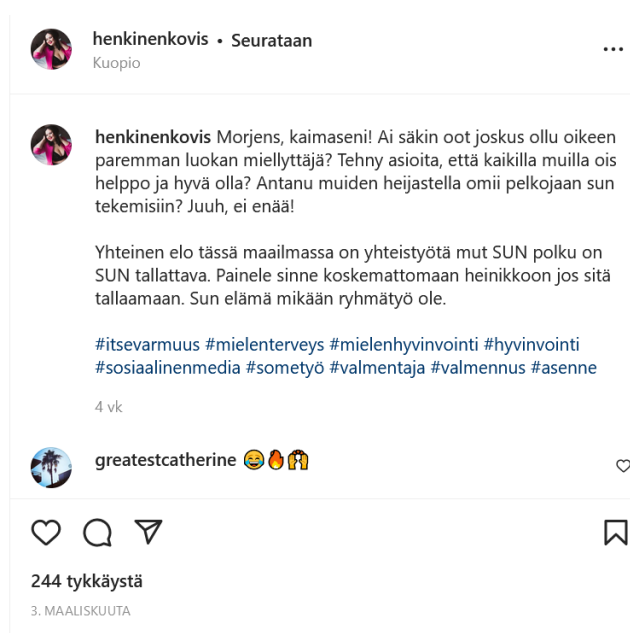 henkinenkovis • Seurataan
Kuopio
henkinenkovis Morjens, kaimaseni! Ai säkin oot joskus ollu oikeen
paremman luokan miellyttäjä? Tehny asioita, että kaikilla muilla ois
helppo ja hyvä olla? Antanu muiden heijastella omii pelkojaan sun
tekemisiin? Juuh, ei enää!
Yhteinen elo tässä maailmassa on yhteistyötä mut SUN polku on
SUN tallattava. Painele sinne koskemattomaan heinikkoon jos sitä
tallaamaan. Sun elämä mikään ryhmätyö ole.
#itsevarmuus #mielenterveys #mielenhyvinvointi #hyvinvointi
#sosiaalinenmedia #sometyö #valmentaja #valmennus #asenne
4 vk
greatestcatherine 😂🔥🙌
244 tykkäystä
3. MAALISKUUTA